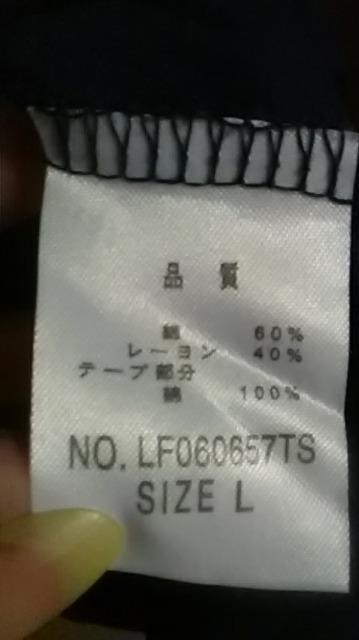 品 質
綿 60%
レーヨン 40%
テープ部分
綿 100%
NO. LF060657TS
SIZE L